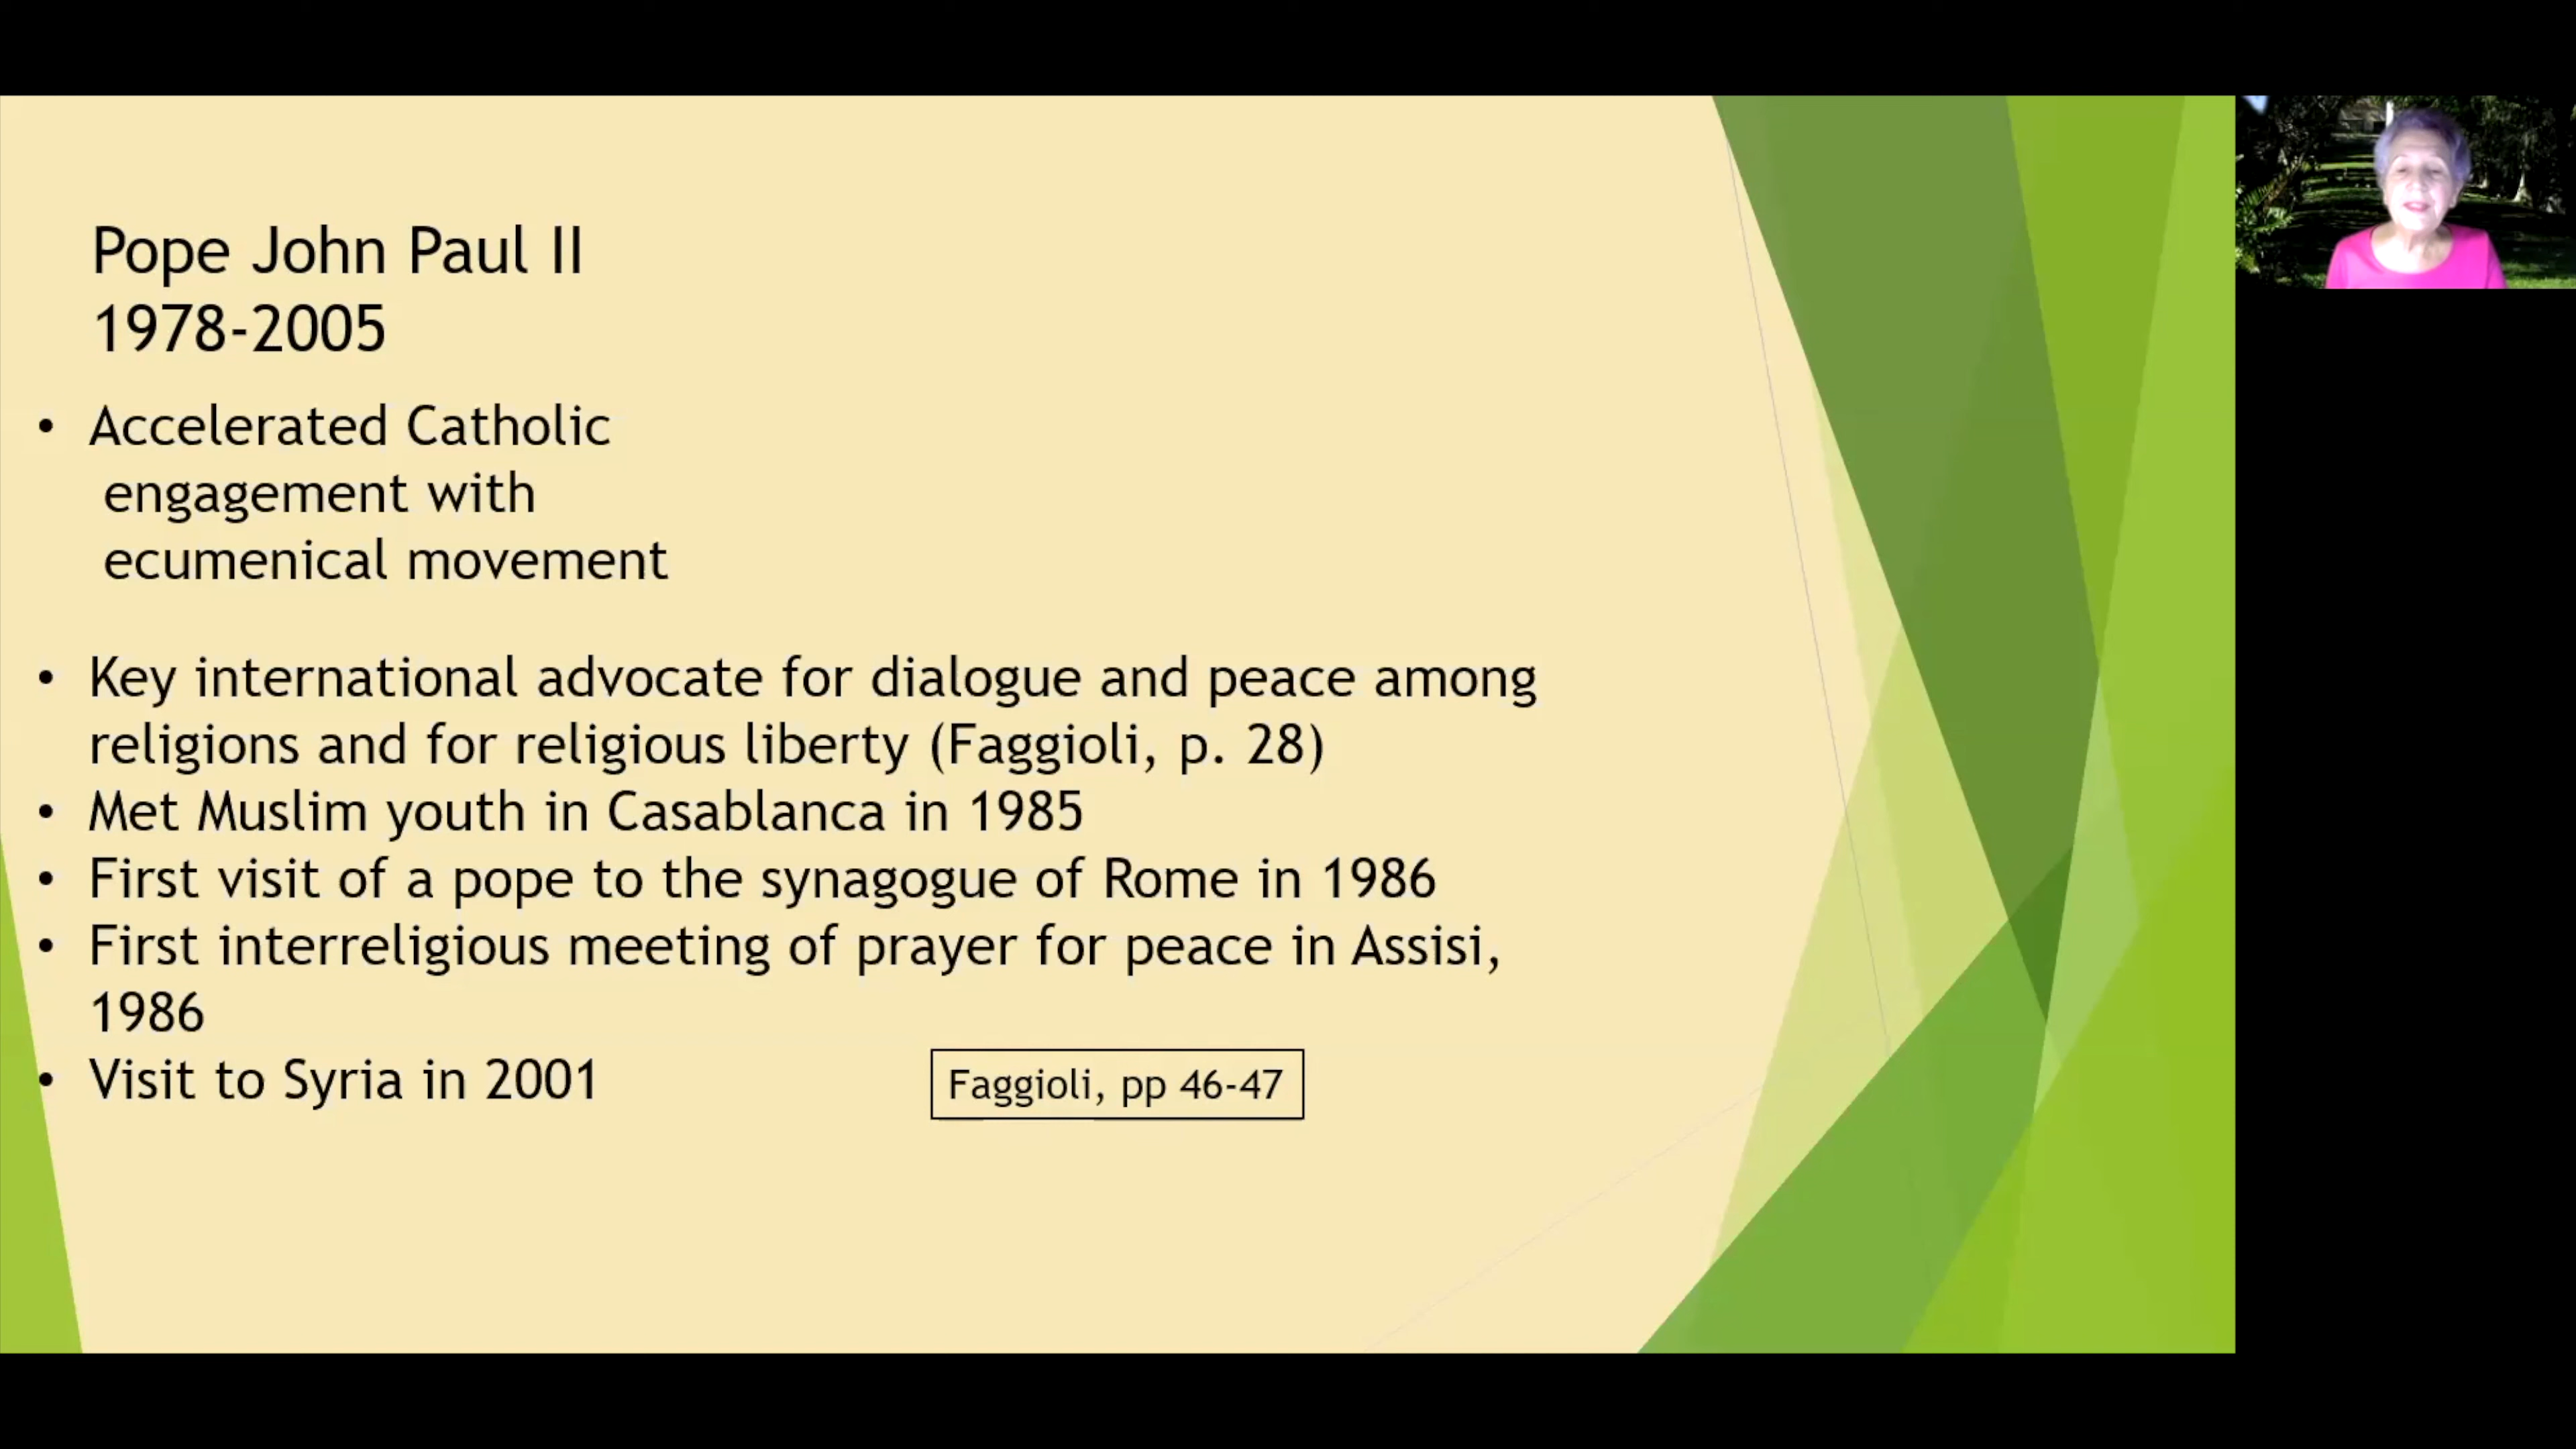 Pope John Paul II
1978-2005
• Accelerated Catholic
engagement with
ecumenical movement
• Key international advocate for dialogue and peace among
religions and for religious liberty (Faggioli, p. 28)
• Met Muslim youth in Casablanca in 1985
• First visit of a pope to the synagogue of Rome in 1986
• First interreligious meeting of prayer for peace in Assisi,
1986
• Visit to Syria in 2001
Faggioli, pp 46-47